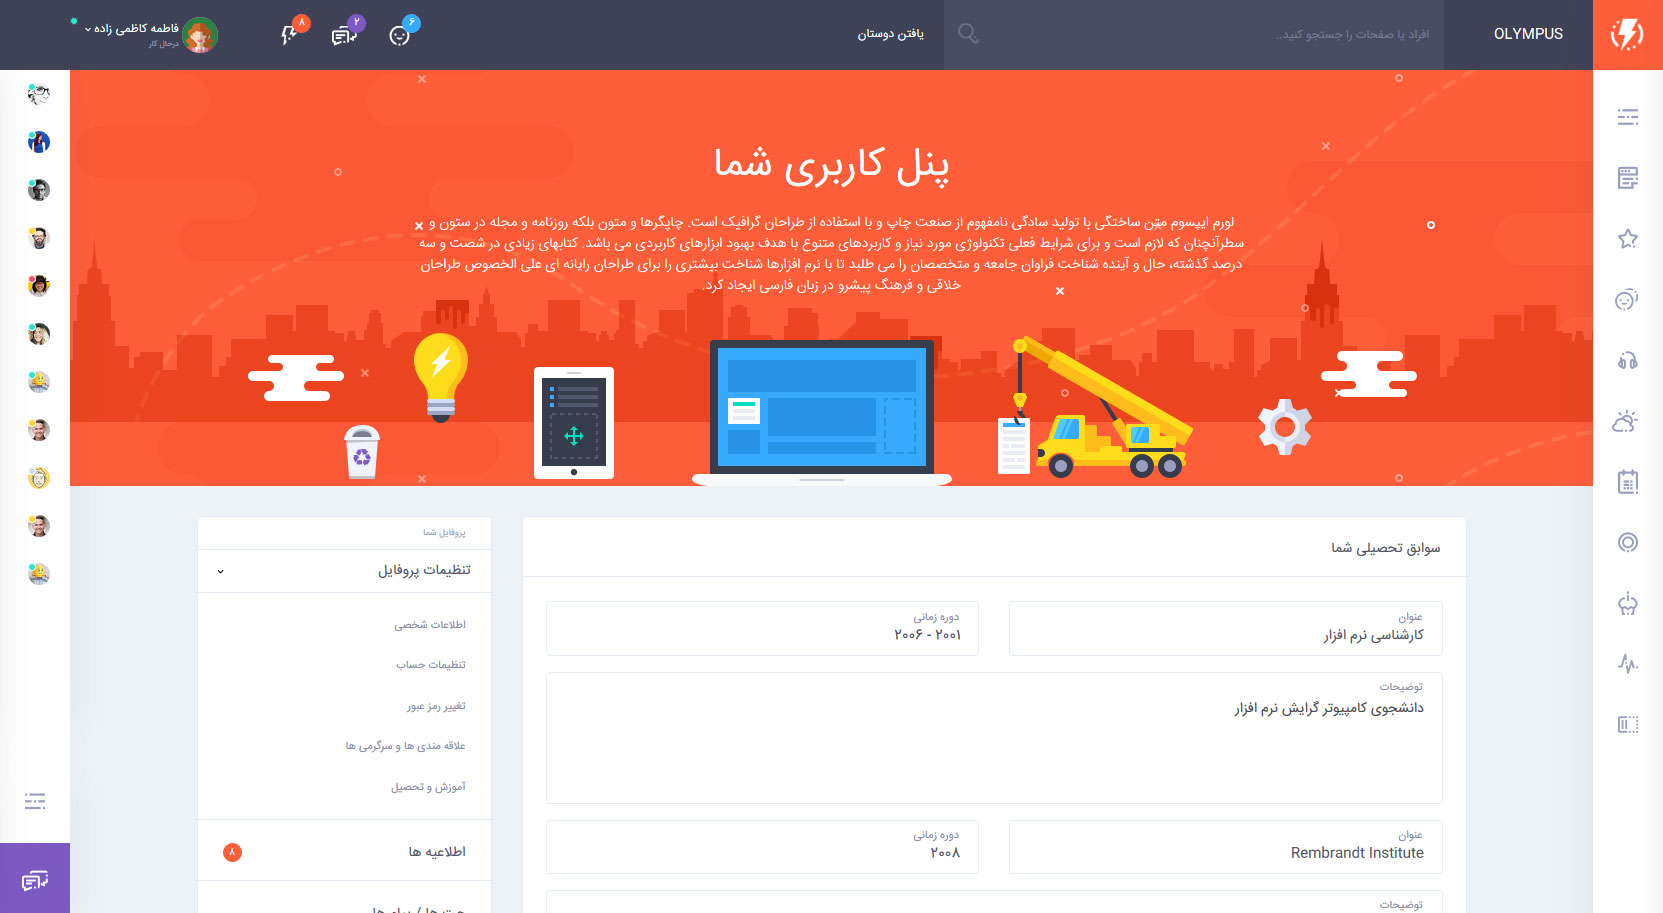 OLYMPUS
افراد یا صفحات را جستجو کنید..
یافتن دوستان
۶
۲
۸
فاطمه کاظمی زاده
درحال کار
پنل کاربری شما
لورم ایپسوم متن ساختگی با تولید سادگی نامفهوم از صنعت چاپ و با استفاده از طراحان گرافیک است. چاپگرها و متون بلکه روزنامه و مجله در ستون و
سطرآنچنان که لازم است و برای شرایط فعلی تکنولوژی مورد نیاز و کاربردهای متنوع با هدف بهبود ابزارهای کاربردی می باشد. کتابهای زیادی در شصت و سه
درصد گذشته، حال و آینده شناخت فراوان جامعه و متخصصان را می طلبد تا با نرم افزارها شناخت بیشتری را برای طراحان رایانه ای علی الخصوص طراحان
خلاقی و فرهنگ پیشرو در زبان فارسی ایجاد کرد.
سوابق تحصیلی شما
عنوان
کارشناسی نرم افزار
دوره زمانی
۲۰۰۱ - ۲۰۰۶
توضیحات
دانشجوی کامپیوتر گرایش نرم افزار
عنوان
Rembrandt Institute
دوره زمانی
۲۰۰۸
توضیحات
پروفایل شما
تنظیمات پروفایل
اطلاعات شخصی
تنظیمات حساب
تغییر رمز عبور
علاقه مندی ها و سرگرمی ها
آموزش و تحصیل
اطلاعیه ها
۸